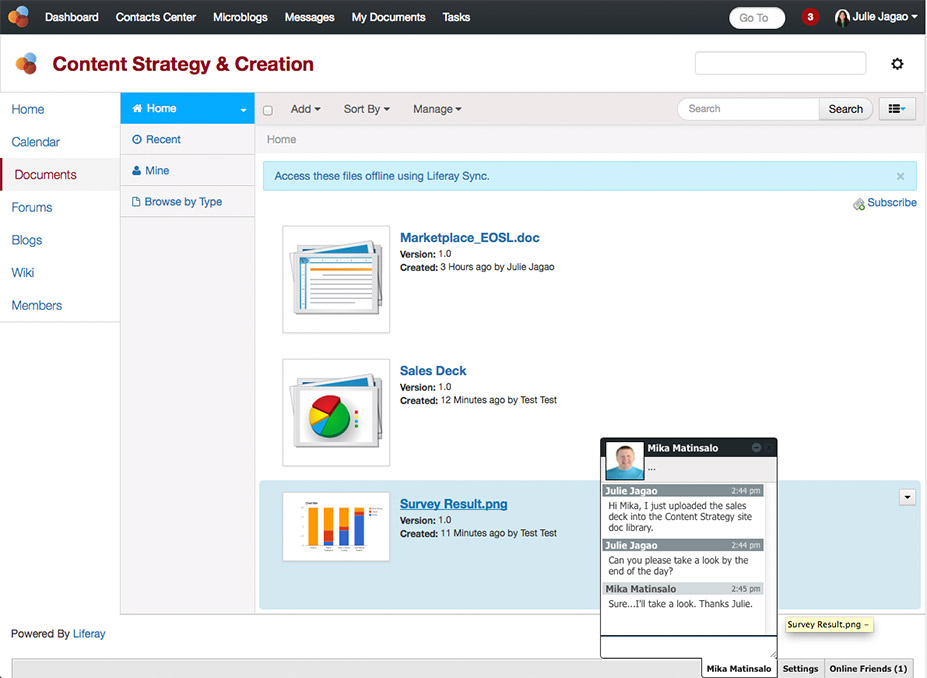 Dashboard Contacts Center Microblogs Messages My Documents Tasks Go To 3 Julie Jagao
Content Strategy & Creation
Home
Calendar
Documents
Forums
Blogs
Wiki
Members
Home
Recent
Mine
Browse by Type
Add Sort By Manage Search Search
Home
Access these files offline using Liferay Sync. ×
Subscribe
Marketplace_EOSL.doc
Version: 1.0
Created: 3 Hours ago by Julie Jagao
Sales Deck
Version: 1.0
Created: 12 Minutes ago by Test Test
Survey Result.png
Version: 1.0
Created: 11 Minutes ago by Test Test
Mika Matinsalo
...
Julie Jagao 2:44 pm
Hi Mika, I just uploaded the sales
deck into the Content Strategy site
doc library.
Julie Jagao 2:44 pm
Can you please take a look by the
end of the day?
Mika Matinsalo 2:45 pm
Sure...I'll take a look. Thanks Julie.
Survey Result.png –
Powered By Liferay
Mika Matinsalo Settings Online Friends (1)